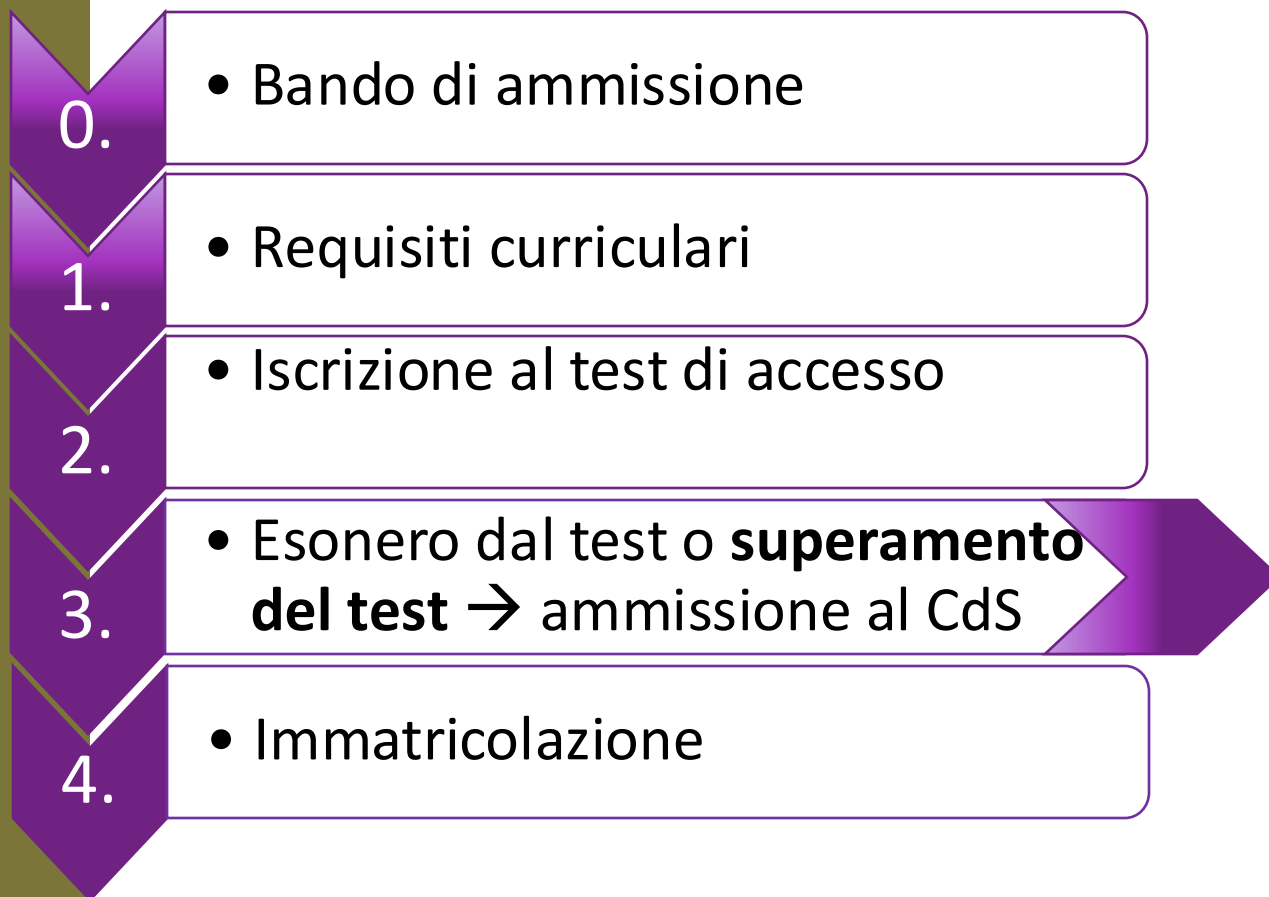 0.
• Bando di ammissione
1.
• Requisiti curriculari
2.
• Iscrizione al test di accesso
3.
• Esonero dal test o superamento
del test → ammissione al CdS
4.
• Immatricolazione